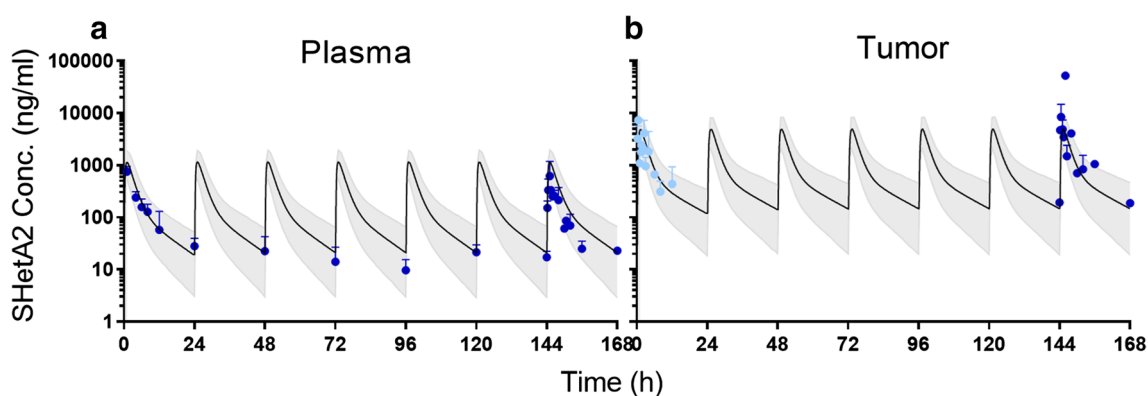 a
b
Plasma
Tumor
SHetA2 Conc. (ng/ml)
100000
10000
1000
100
10
1
0 24 48 72 96 120 144 168
0 24 48 72 96 120 144 168
Time (h)